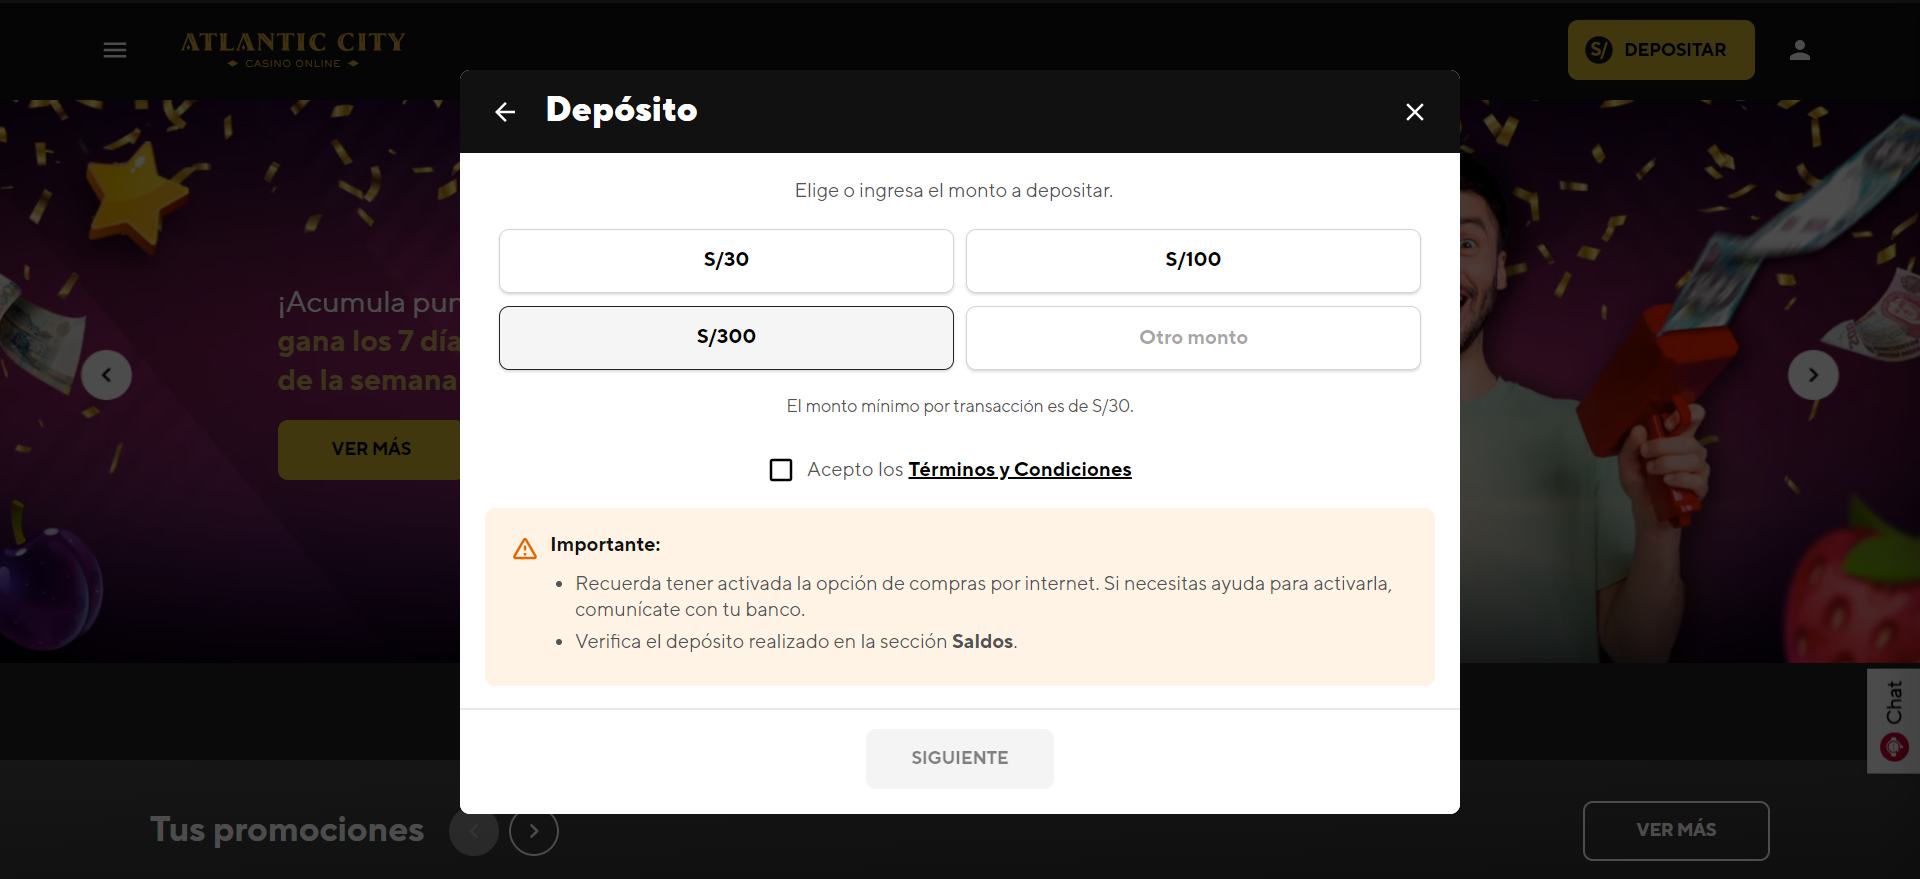 ATLANTIC CITY
CASINO ONLINE
S/ DEPOSITAR
Depósito
Elige o ingresa el monto a depositar.
S/30
S/100
S/300
Otro monto
El monto mínimo por transacción es de S/30.
Acepto los Términos y Condiciones
Importante:
Recuerda tener activada la opción de compras por internet. Si necesitas ayuda para activarla,
comunícate con tu banco.
Verifica el depósito realizado en la sección Saldos.
SIGUIENTE
¡Acumula pun
gana los 7 día
de la semana
VER MÁS
Chat
Tus promociones
VER MÁS